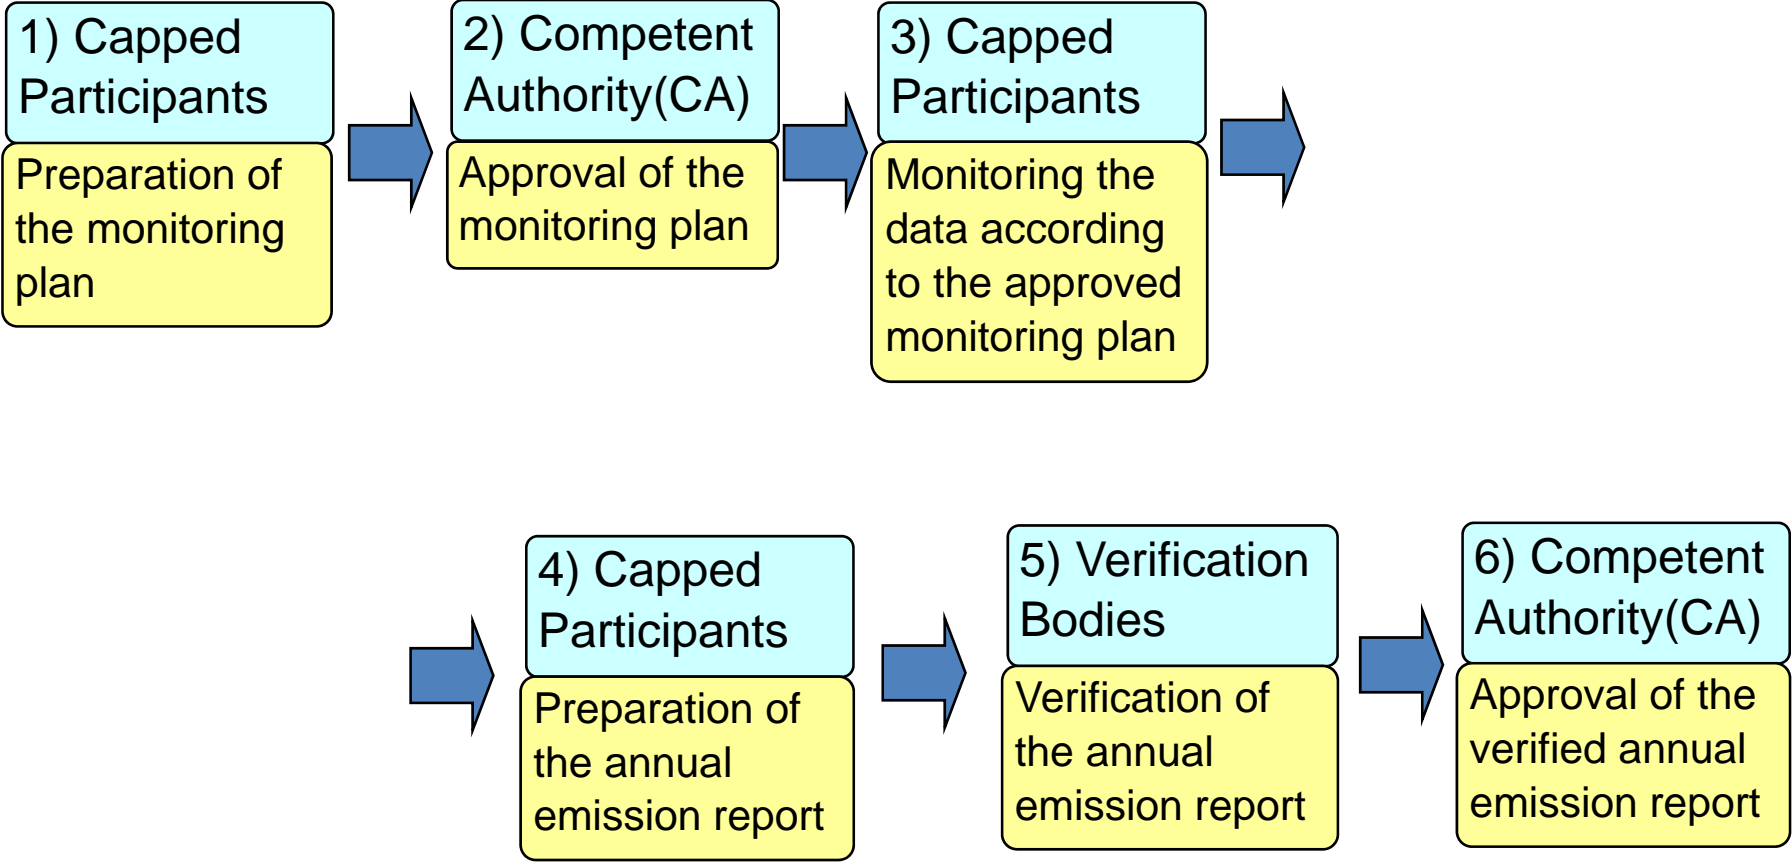 1) Capped
Participants
Preparation of
the monitoring
plan
2) Competent
Authority(CA)
Approval of the
monitoring plan
3) Capped
Participants
Monitoring the
data according
to the approved
monitoring plan
4) Capped
Participants
Preparation of
the annual
emission report
5) Verification
Bodies
Verification of
the annual
emission report
6) Competent
Authority(CA)
Approval of the
verified annual
emission report